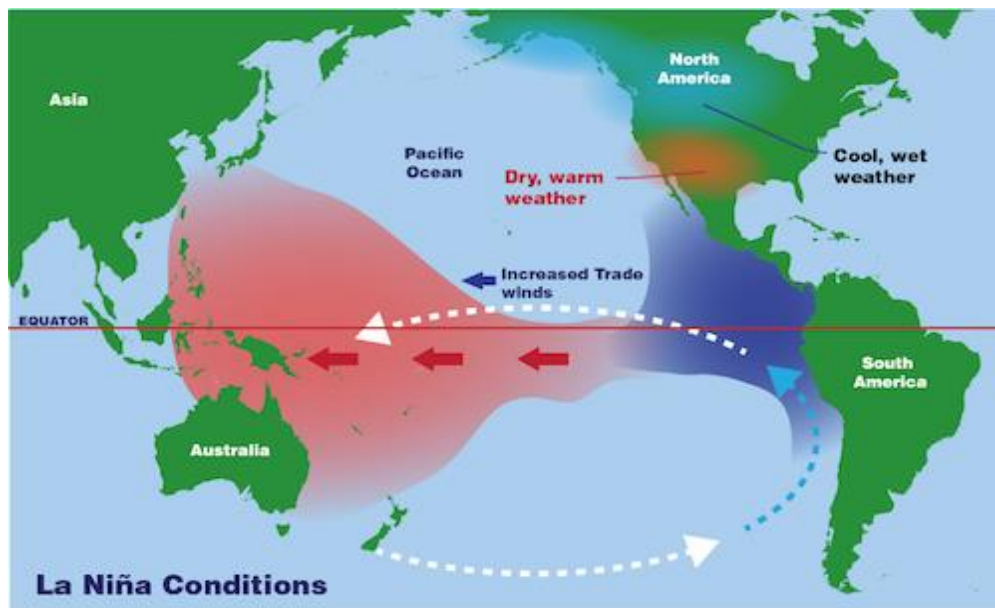 Asia
North
America
Pacific
Ocean
Cool, wet
weather
Dry, warm
weather
Increased Trade
winds
EQUATOR
South
America
Australia
La Niña Conditions